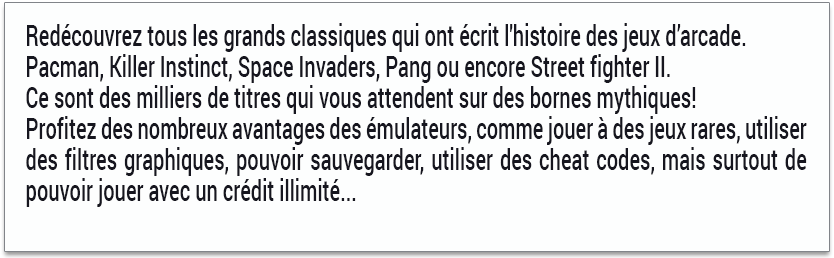 Redécouvrez tous les grands classiques qui ont écrit l'histoire des jeux d'arcade.
Pacman, Killer Instinct, Space Invaders, Pang ou encore Street fighter II.
Ce sont des milliers de titres qui vous attendent sur des bornes mythiques!
Profitez des nombreux avantages des émulateurs, comme jouer à des jeux rares, utiliser
des filtres graphiques, pouvoir sauvegarder, utiliser des cheat codes, mais surtout de
pouvoir jouer avec un crédit illimité...